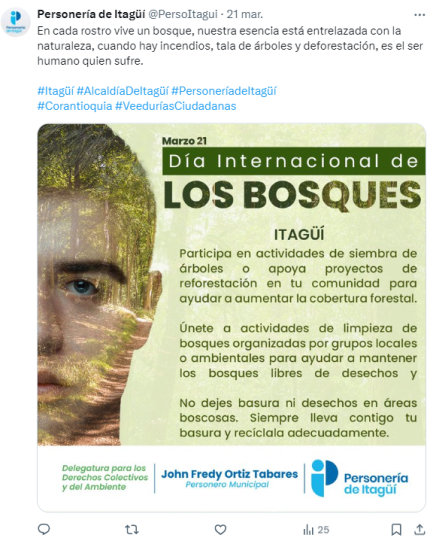 Personería de Itagüí @PersoItagui · 21 mar.
En cada rostro vive un bosque, nuestra esencia está entrelazada con la
naturaleza, cuando hay incendios, tala de árboles y deforestación, es el ser
humano quien sufre.
#Itagüí #AlcaldíaDeItagüí #PersoneríadeItagüí
#Corantioquia #VeeduríasCiudadanas
Marzo 21
Día Internacional de
LOS BOSQUES
ITAGÜÍ
Participa en actividades de siembra de
árboles o apoya proyectos de
reforestación en tu comunidad para
ayudar a aumentar la cobertura forestal.
Únete a actividades de limpieza de
bosques organizadas por grupos locales
o ambientales para ayudar a mantener
los bosques libres de desechos y
No dejes basura ni desechos en áreas
boscosas. Siempre lleva contigo tu
basura y recíclala adecuadamente.
Delegatura para los
Derechos Colectivos
y del Ambiente
John Fredy Ortiz Tabares
Personero Municipal
Personería
de Itagüí
25